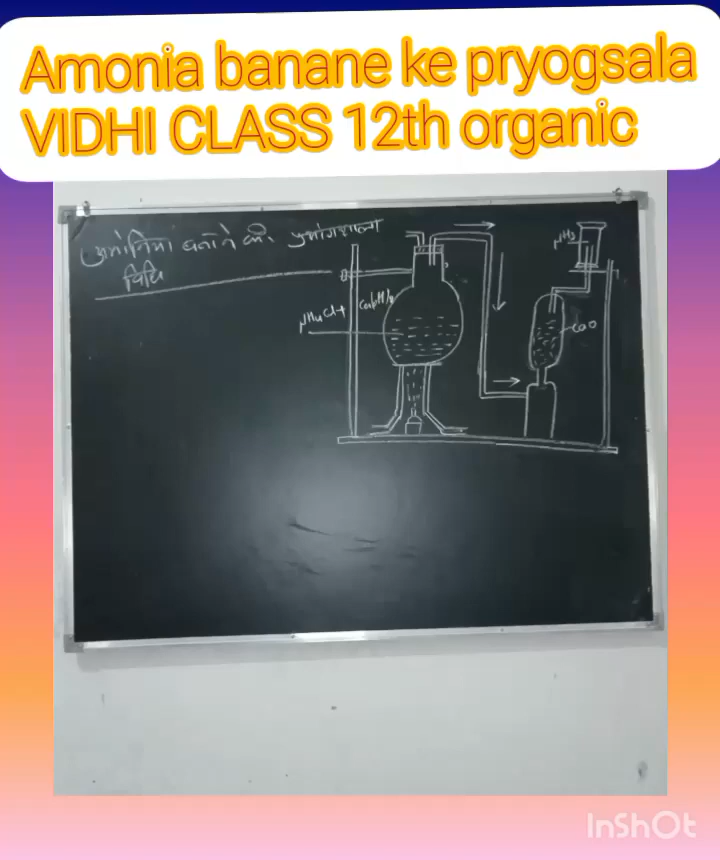 Amonia banane ke pryogsala
VIDHI CLASS 12th organic
अमोनिया बनाने की प्रयोगशाला
विधि
NH3
NH4Cl + Ca(OH)2
CaO
InShOt